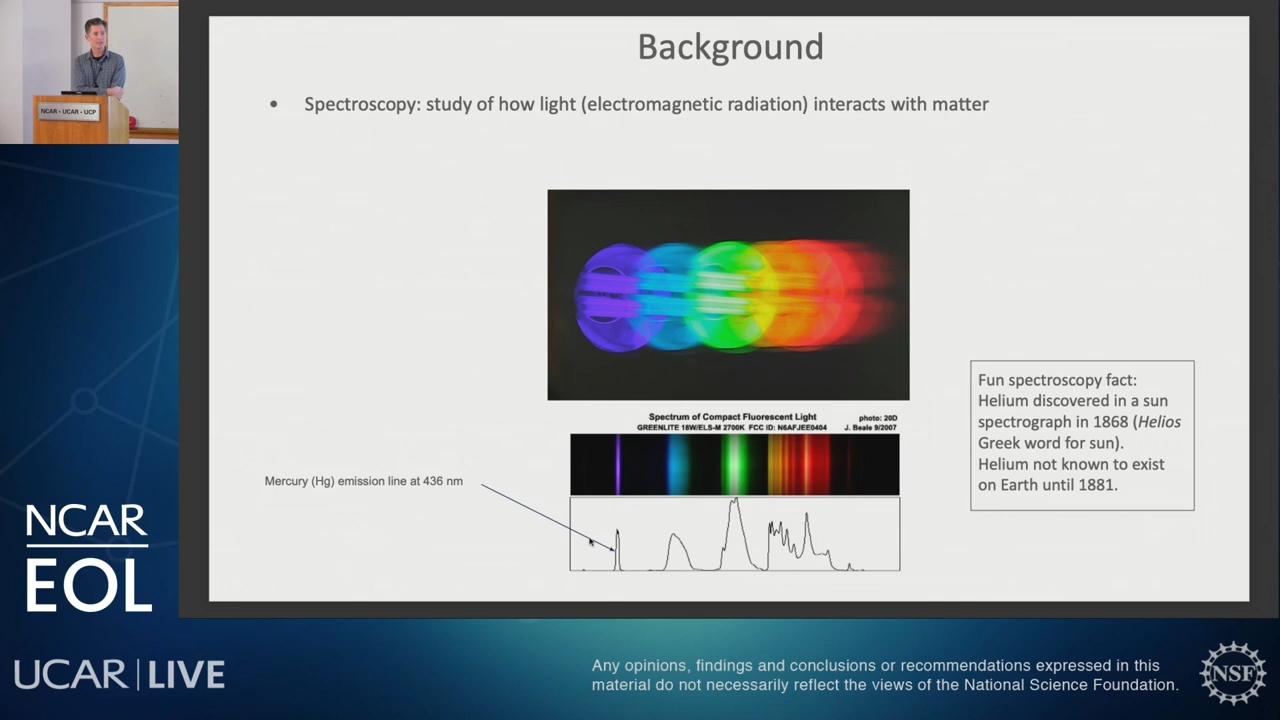 Background
NCAR • UCAR • UCP
• Spectroscopy: study of how light (electromagnetic radiation) interacts with matter
Spectrum of Compact Fluorescent Light photo: 20D
GREENLITE 18W/ELS-M 2700K FCC ID: N6AFJEE0404 J. Beale 9/2007
Mercury (Hg) emission line at 436 nm
Fun spectroscopy fact:
Helium discovered in a sun
spectrograph in 1868 (Helios
Greek word for sun).
Helium not known to exist
on Earth until 1881.
NCAR
EOL
UCAR | LIVE
Any opinions, findings and conclusions or recommendations expressed in this
material do not necessarily reflect the views of the National Science Foundation.
NSF